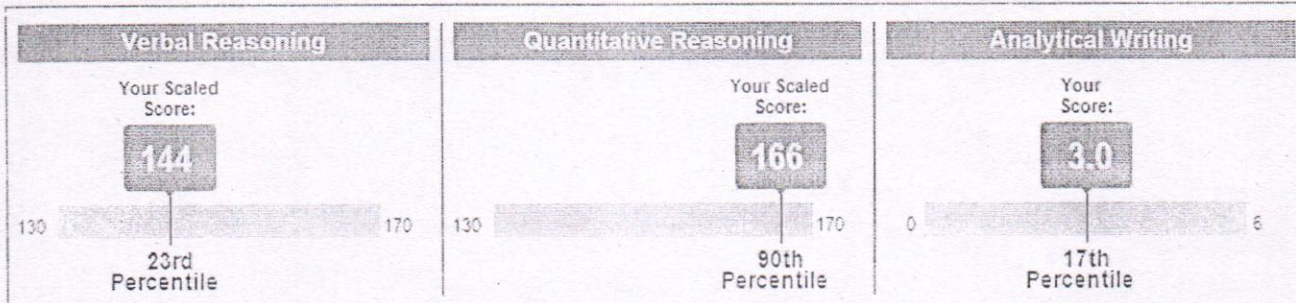 Verbal Reasoning
Your Scaled
Score:
144
130
170
23rd
Percentile
Quantitative Reasoning
Your Scaled
Score:
166
130
170
90th
Percentile
Analytical Writing
Your
Score:
3.0
0
6
17th
Percentile